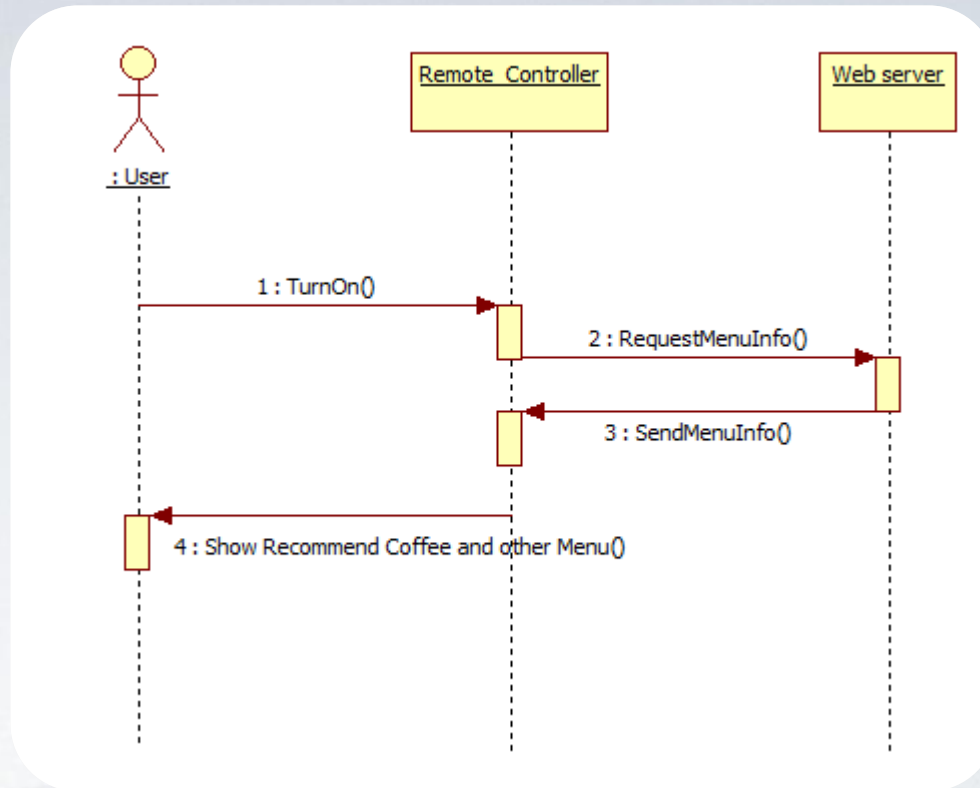 Remote_Controller
Web server
: User
1 : TurnOn()
2 : RequestMenuInfo()
3 : SendMenuInfo()
4 : Show Recommend Coffee and other Menu()